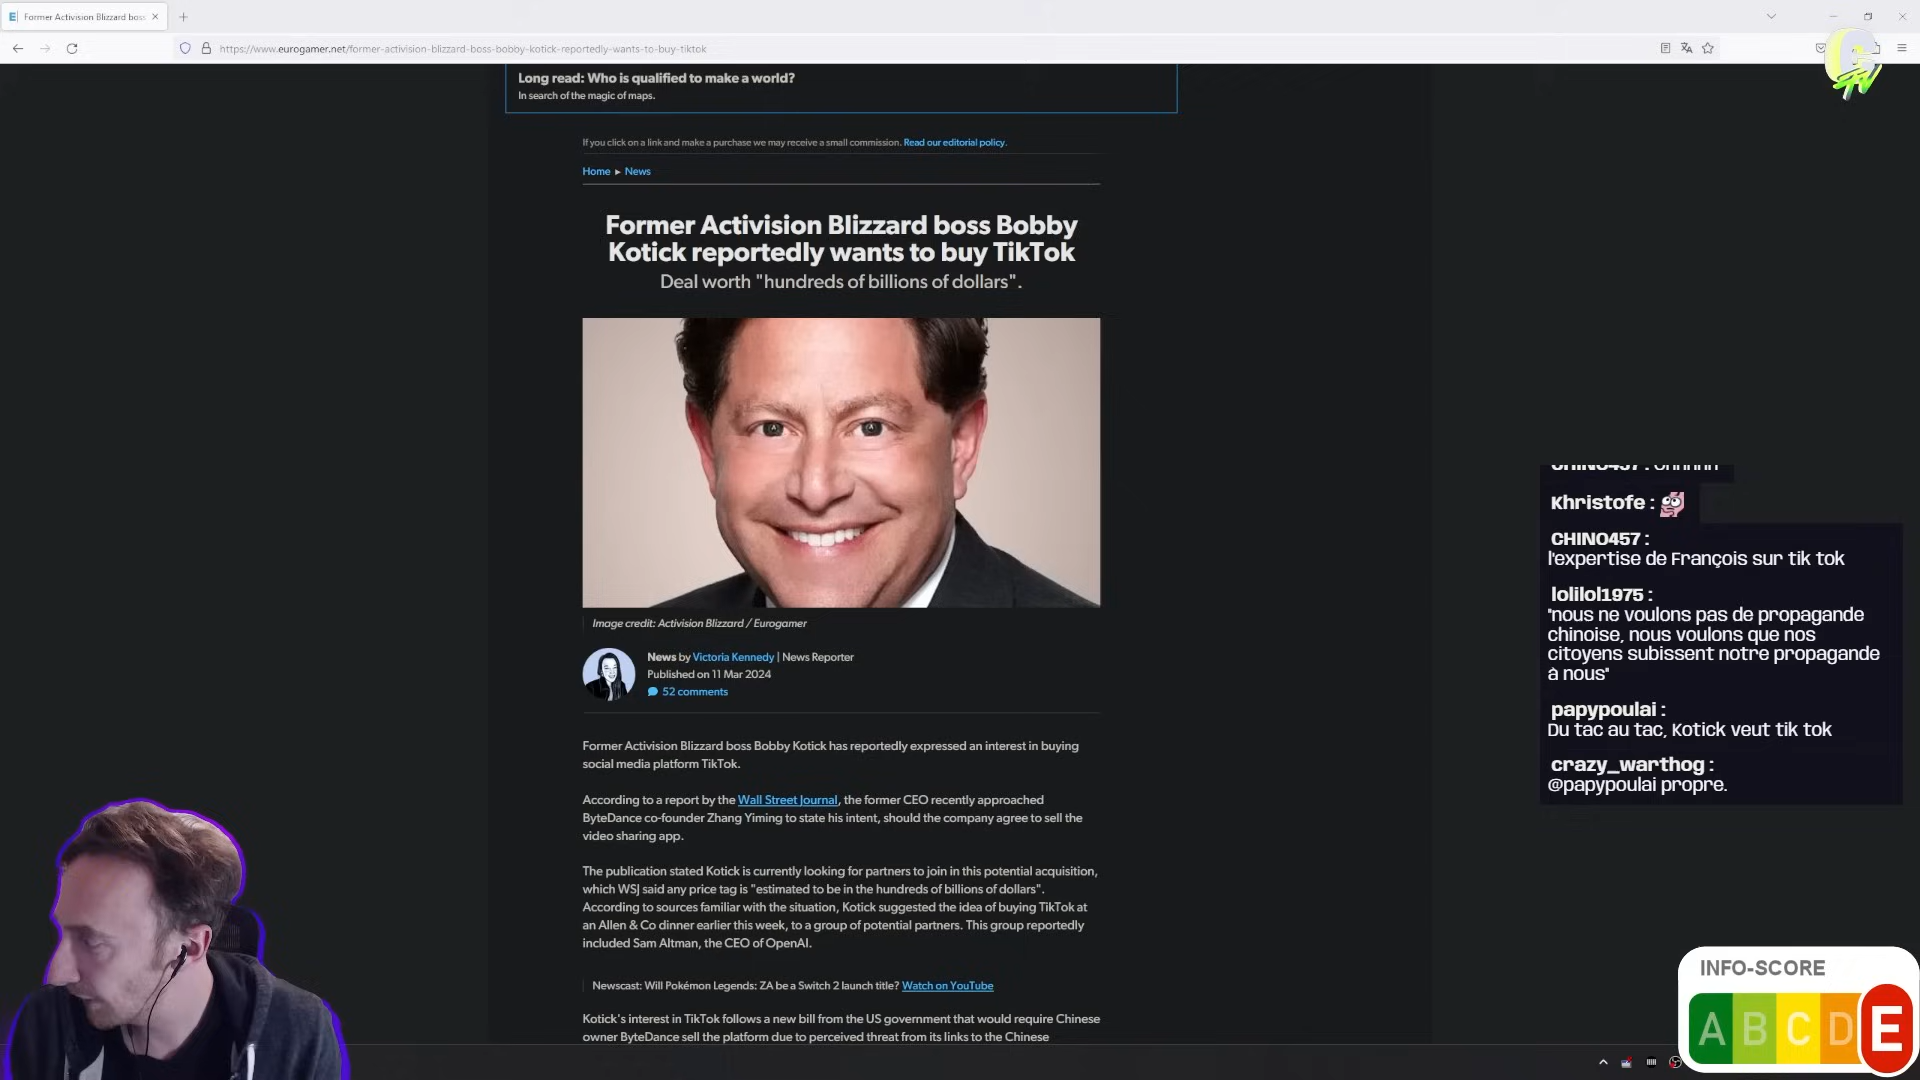 Former Activision Blizzard bos
https://www.eurogamer.net/former-activision-blizzard-boss-bobby-kotick-reportedly-wants-to-buy-tiktok
Long read: Who is qualified to make a world?
In search of the magic of maps.
If you click on a link and make a purchase we may receive a small commission. Read our editorial policy.
Home ▸ News
Former Activision Blizzard boss Bobby
Kotick reportedly wants to buy TikTok
Deal worth "hundreds of billions of dollars".
Image credit: Activision Blizzard / Eurogamer
News by Victoria Kennedy | News Reporter
Published on 11 Mar 2024
52 comments
Former Activision Blizzard boss Bobby Kotick has reportedly expressed an interest in buying
social media platform TikTok.
According to a report by the Wall Street Journal, the former CEO recently approached
ByteDance co-founder Zhang Yiming to state his intent, should the company agree to sell the
video sharing app.
The publication stated Kotick is currently looking for partners to join in this potential acquisition,
which WSJ said any price tag is "estimated to be in the hundreds of billions of dollars".
According to sources familiar with the situation, Kotick suggested the idea of buying TikTok at
an Allen & Co dinner earlier this week, to a group of potential partners. This group reportedly
included Sam Altman, the CEO of OpenAI.
Newscast: Will Pokémon Legends: ZA be a Switch 2 launch title? Watch on YouTube
Kotick's interest in TikTok follows a new bill from the US government that would require Chinese
owner ByteDance sell the platform due to perceived threat from its links to the Chinese
Khristofe :
CHINO457 :
l'expertise de François sur tik tok
lolilol1975 :
"nous ne voulons pas de propagande
chinoise, nous voulons que nos
citoyens subissent notre propagande
à nous"
papypoulai :
Du tac au tac, Kotick veut tik tok
crazy_warthog :
@papypoulai propre.
INFO-SCORE
A B C D E